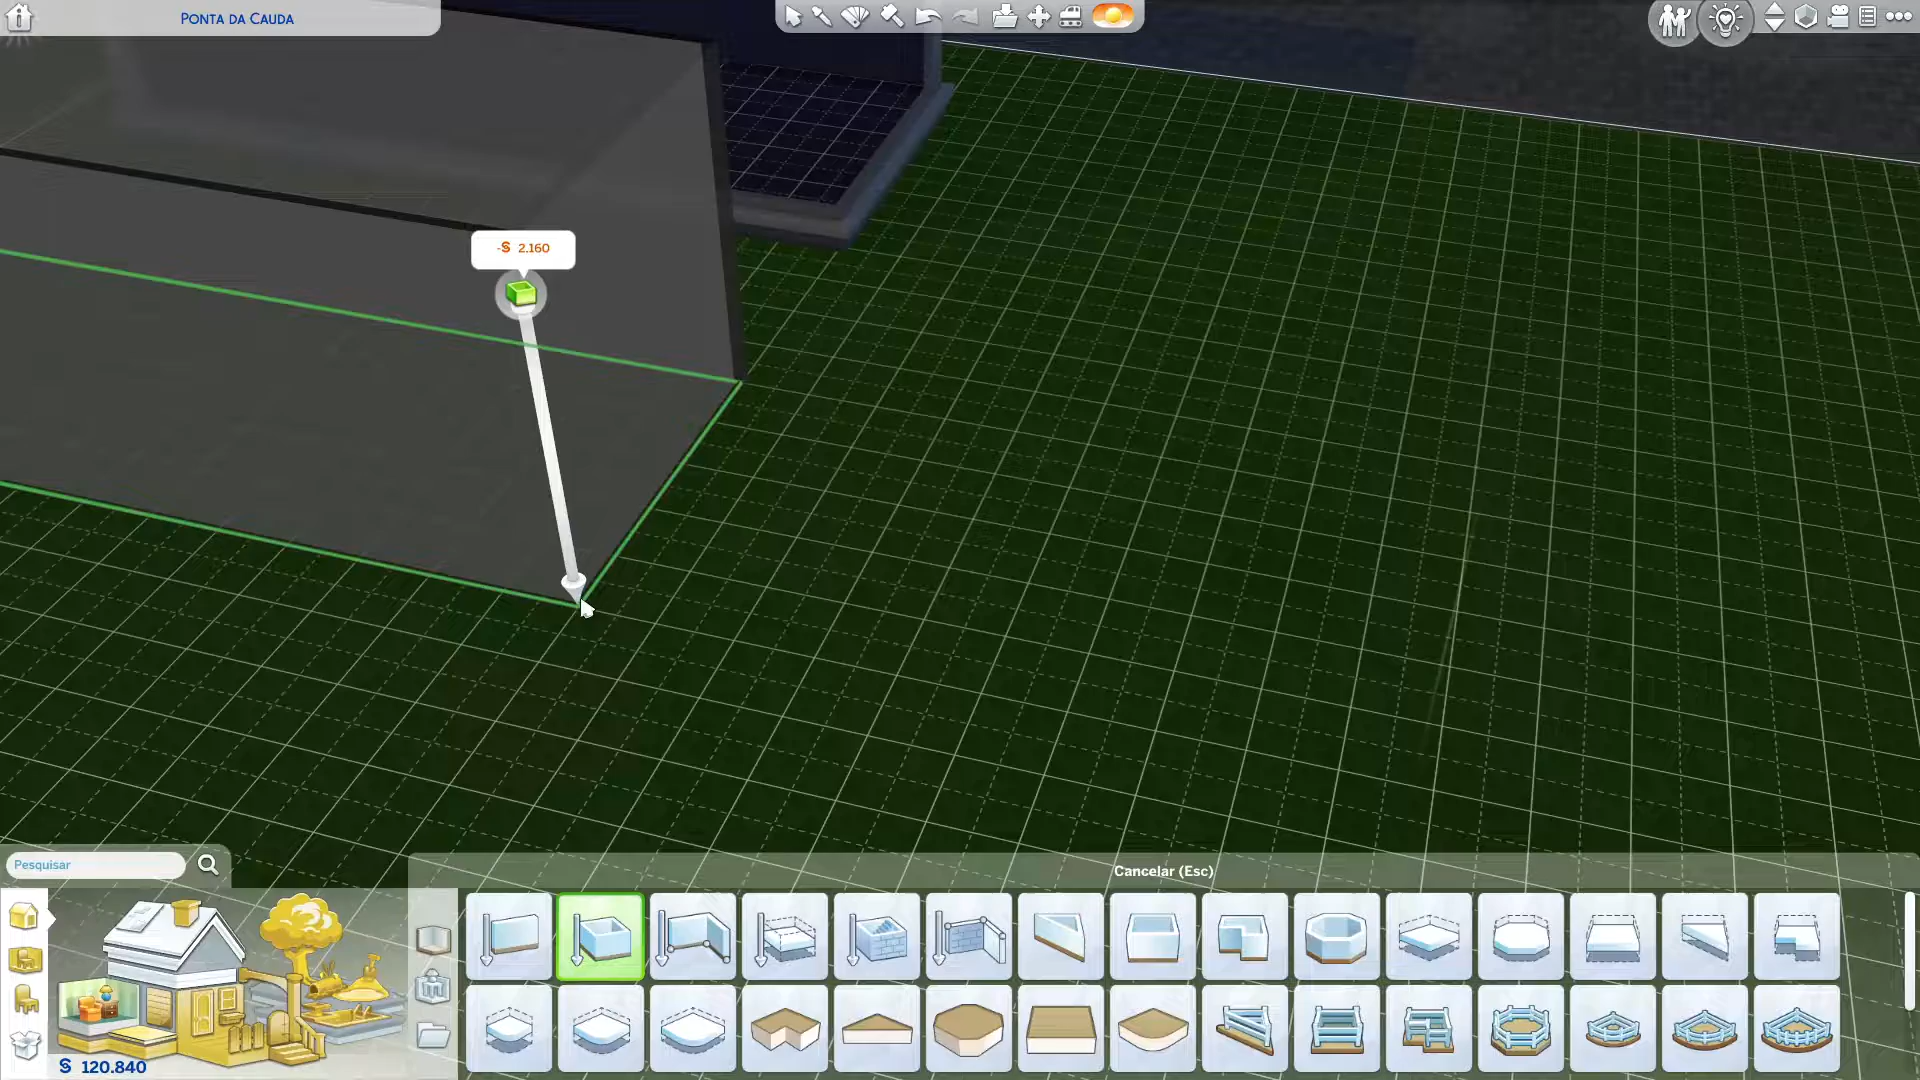 Ponta da Cauda
-§ 2.160
Pesquisar
Cancelar (Esc)
§ 120.840